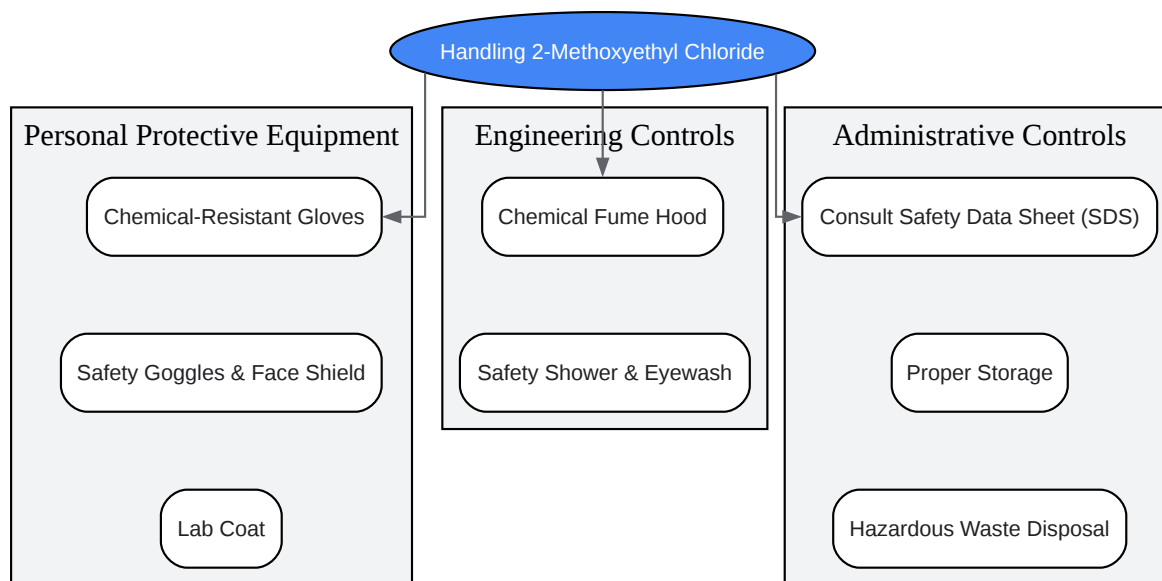 Handling 2-Methoxyethyl Chloride
Personal Protective Equipment
Chemical-Resistant Gloves
Safety Goggles & Face Shield
Lab Coat
Engineering Controls
Chemical Fume Hood
Safety Shower & Eyewash
Administrative Controls
Consult Safety Data Sheet (SDS)
Proper Storage
Hazardous Waste Disposal